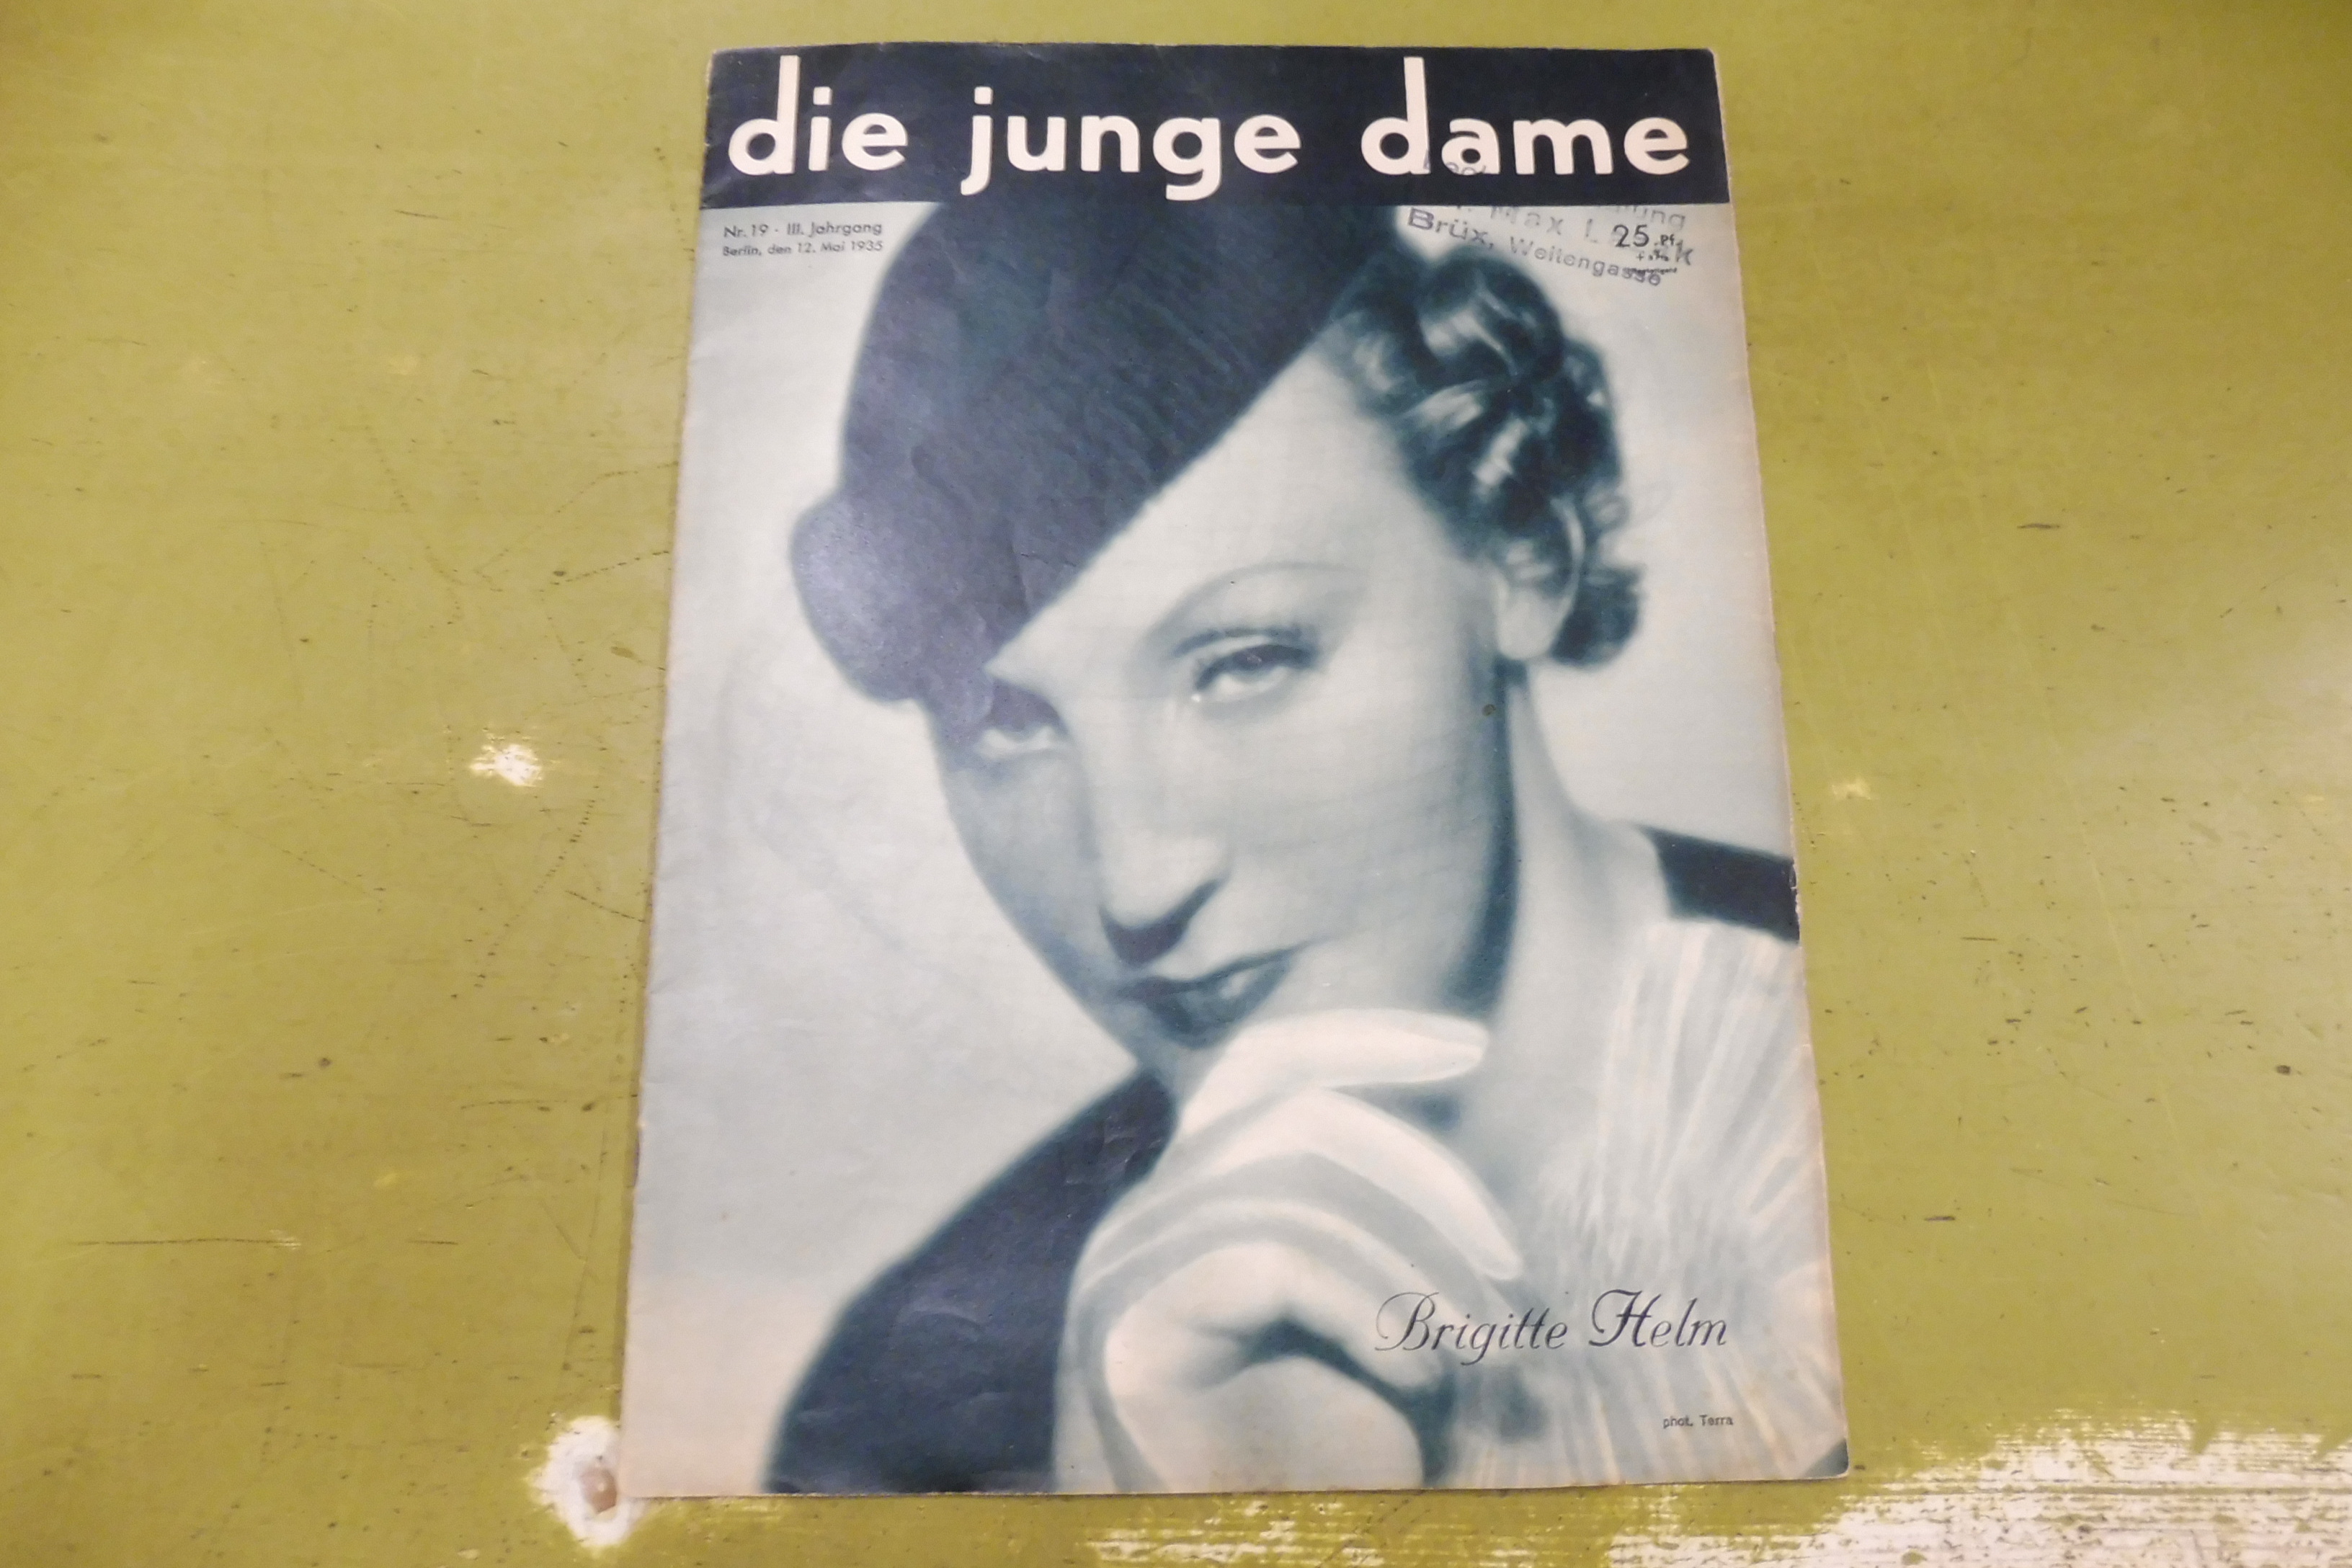 die junge dame
Nr. 19 · III. Jahrgang
Berlin, den 12. Mai 1935
Max
25 Pf.
Brüx, Weitengasse
Brigitte Helm
phot. Terra